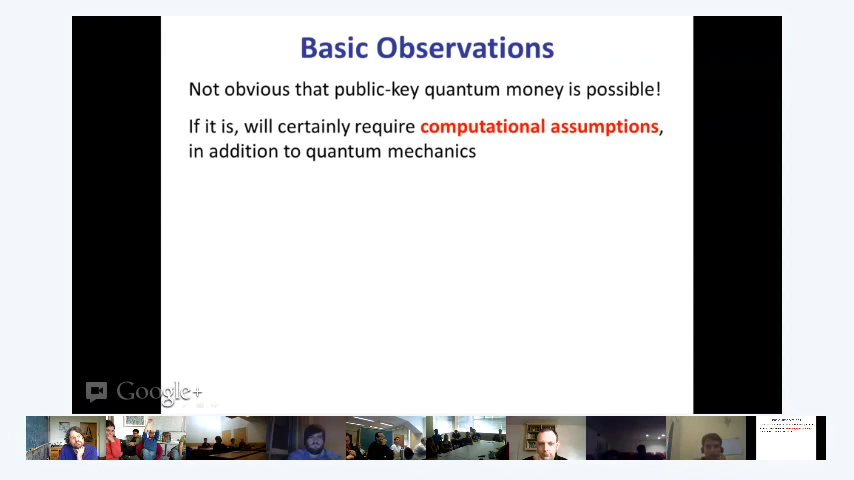 Basic Observations
Not obvious that public-key quantum money is possible!
If it is, will certainly require computational assumptions,
in addition to quantum mechanics
Google+